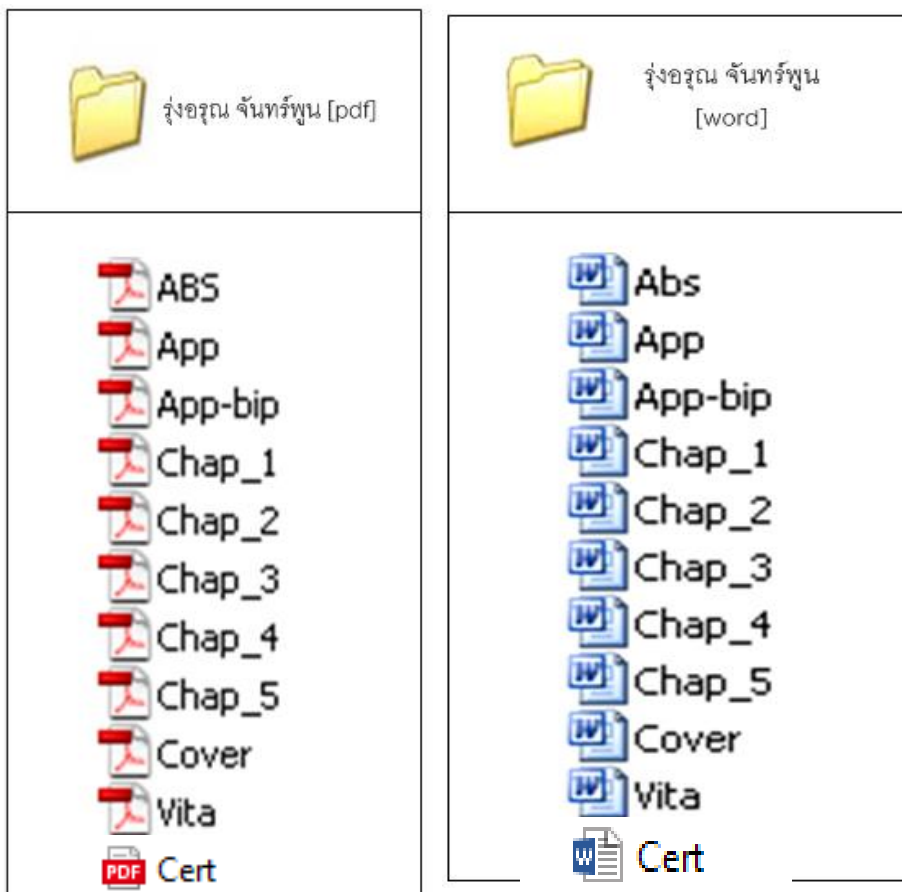 รุ่งอรุณ จันทร์พูน [pdf]
ABS
App
App-bip
Chap_1
Chap_2
Chap_3
Chap_4
Chap_5
Cover
Vita
PDF Cert
รุ่งอรุณ จันทร์พูน
[word]
W Abs
W App
W App-bip
W Chap_1
W Chap_2
W Chap_3
W Chap_4
W Chap_5
W Cover
W Vita
W Cert